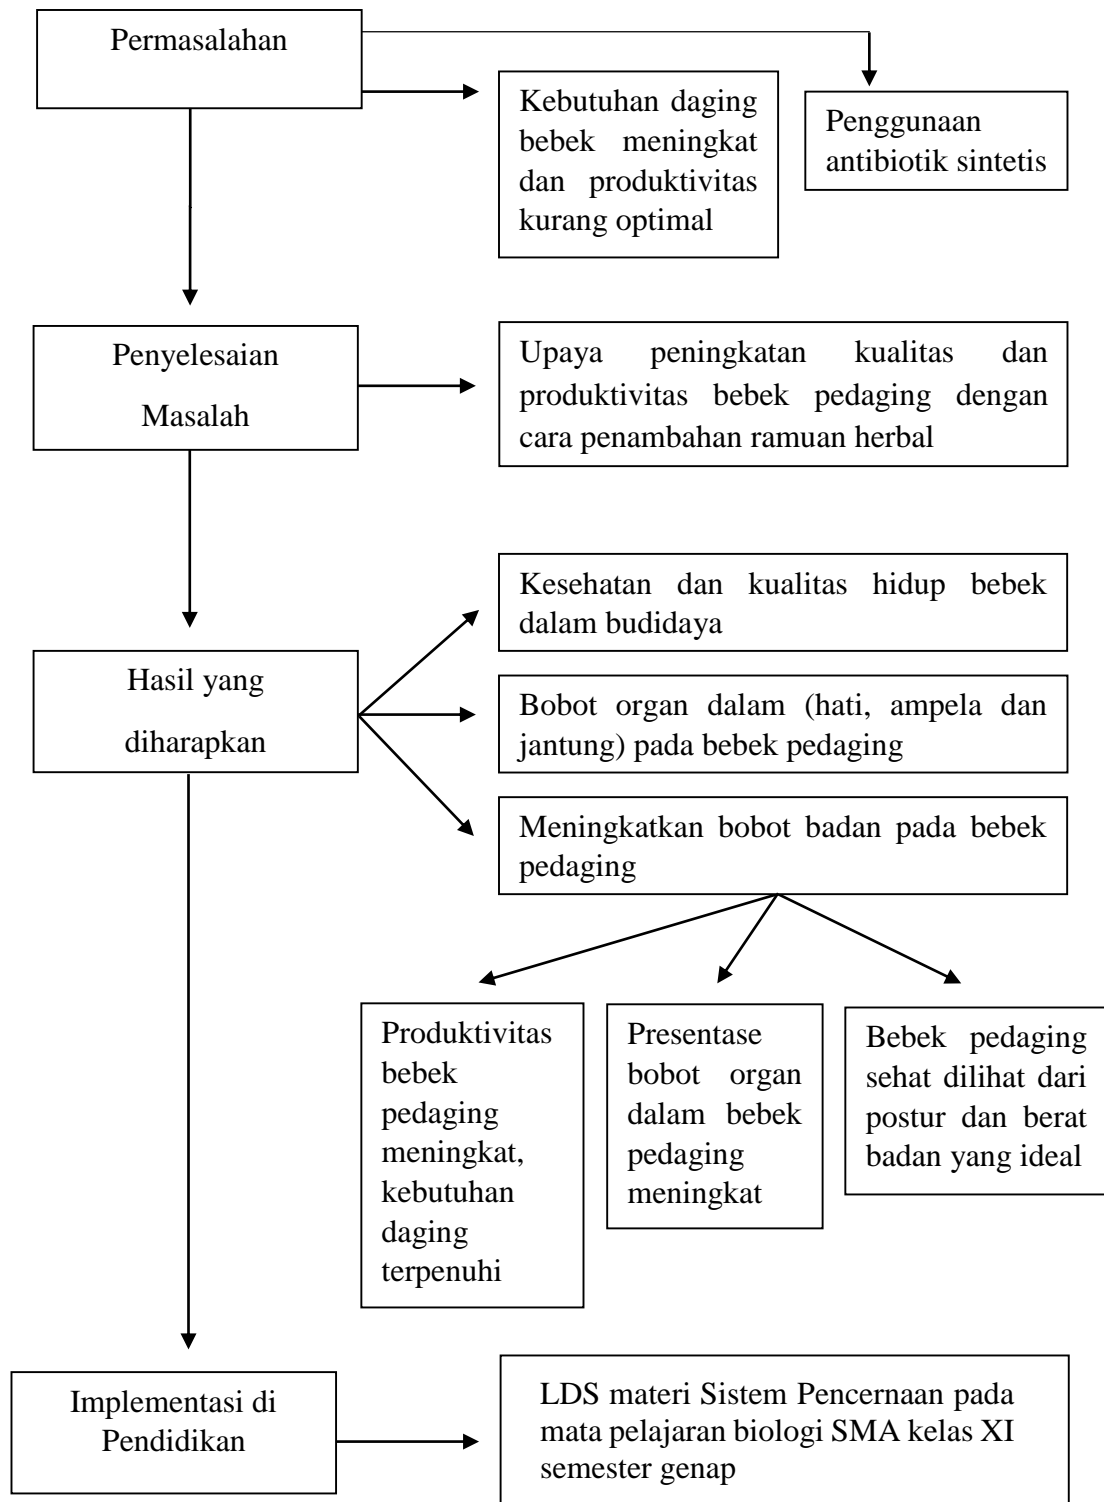 Permasalahan
Kebutuhan daging
bebek meningkat
dan produktivitas
kurang optimal
Penggunaan
antibiotik sintetis
Penyelesaian
Masalah
Upaya peningkatan kualitas dan
produktivitas bebek pedaging dengan
cara penambahan ramuan herbal
Kesehatan dan kualitas hidup bebek
dalam budidaya
Hasil yang
diharapkan
Bobot organ dalam (hati, ampela dan
jantung) pada bebek pedaging
Meningkatkan bobot badan pada bebek
pedaging
Produktivitas
bebek
pedaging
meningkat,
kebutuhan
daging
terpenuhi
Presentase
bobot organ
dalam bebek
pedaging
meningkat
Bebek pedaging
sehat dilihat dari
postur dan berat
badan yang ideal
Implementasi di
Pendidikan
LDS materi Sistem Pencernaan pada
mata pelajaran biologi SMA kelas XI
semester genap